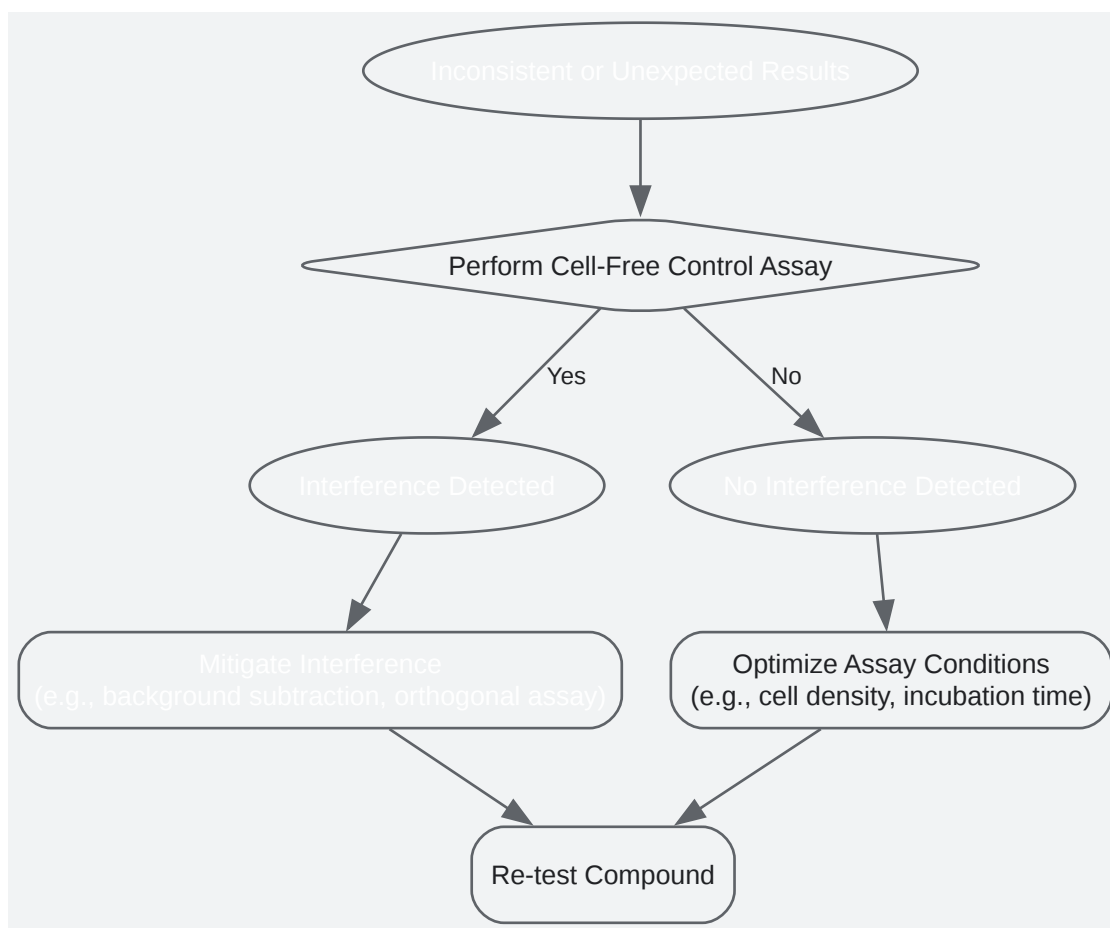 Inconsistent or Unexpected Results
Perform Cell-Free Control Assay
Yes
No
Interference Detected
No Interference Detected
Mitigate Interference
(e.g., background subtraction, orthogonal assay)
Optimize Assay Conditions
(e.g., cell density, incubation time)
Re-test Compound